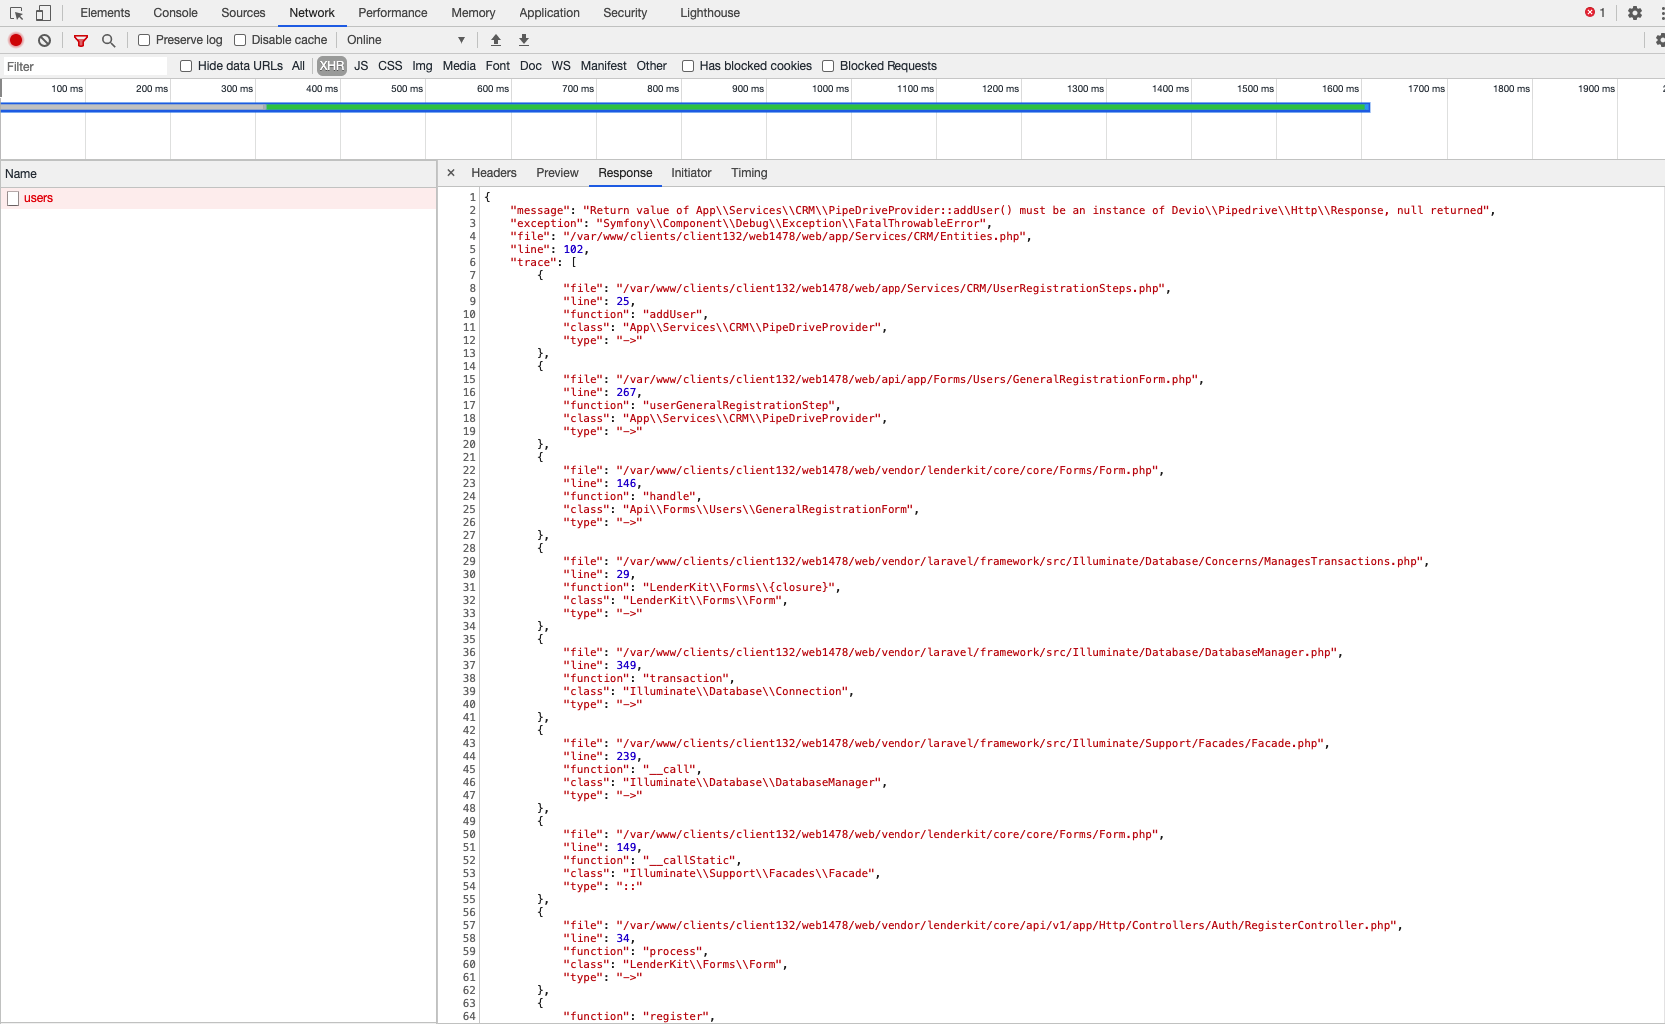 Elements Console Sources Network Performance Memory Application Security Lighthouse 1
Preserve log Disable cache Online
Filter Hide data URLs All XHR JS CSS Img Media Font Doc WS Manifest Other Has blocked cookies Blocked Requests
100 ms 200 ms 300 ms 400 ms 500 ms 600 ms 700 ms 800 ms 900 ms 1000 ms 1100 ms 1200 ms 1300 ms 1400 ms 1500 ms 1600 ms 1700 ms 1800 ms 1900 ms
Name
users
× Headers Preview Response Initiator Timing
1 {
2 "message": "Return value of App\\Services\\CRM\\PipeDriveProvider::addUser() must be an instance of Devio\\Pipedrive\\Http\\Response, null returned",
3 "exception": "Symfony\\Component\\Debug\\Exception\\FatalThrowableError",
4 "file": "/var/www/clients/client132/web1478/web/app/Services/CRM/Entities.php",
5 "line": 102,
6 "trace": [
7 {
8 "file": "/var/www/clients/client132/web1478/web/app/Services/CRM/UserRegistrationSteps.php",
9 "line": 25,
10 "function": "addUser",
11 "class": "App\\Services\\CRM\\PipeDriveProvider",
12 "type": "->"
13 },
14 {
15 "file": "/var/www/clients/client132/web1478/web/api/app/Forms/Users/GeneralRegistrationForm.php",
16 "line": 267,
17 "function": "userGeneralRegistrationStep",
18 "class": "App\\Services\\CRM\\PipeDriveProvider",
19 "type": "->"
20 },
21 {
22 "file": "/var/www/clients/client132/web1478/web/vendor/lenderkit/core/core/Forms/Form.php",
23 "line": 146,
24 "function": "handle",
25 "class": "Api\\Forms\\Users\\GeneralRegistrationForm",
26 "type": "->"
27 },
28 {
29 "file": "/var/www/clients/client132/web1478/web/vendor/laravel/framework/src/Illuminate/Database/Concerns/ManagesTransactions.php",
30 "line": 29,
31 "function": "LenderKit\\Forms\\{closure}",
32 "class": "LenderKit\\Forms\\Form",
33 "type": "->"
34 },
35 {
36 "file": "/var/www/clients/client132/web1478/web/vendor/laravel/framework/src/Illuminate/Database/DatabaseManager.php",
37 "line": 349,
38 "function": "transaction",
39 "class": "Illuminate\\Database\\Connection",
40 "type": "->"
41 },
42 {
43 "file": "/var/www/clients/client132/web1478/web/vendor/laravel/framework/src/Illuminate/Support/Facades/Facade.php",
44 "line": 239,
45 "function": "__call",
46 "class": "Illuminate\\Database\\DatabaseManager",
47 "type": "->"
48 },
49 {
50 "file": "/var/www/clients/client132/web1478/web/vendor/lenderkit/core/core/Forms/Form.php",
51 "line": 149,
52 "function": "__callStatic",
53 "class": "Illuminate\\Support\\Facades\\Facade",
54 "type": "::"
55 },
56 {
57 "file": "/var/www/clients/client132/web1478/web/vendor/lenderkit/core/api/v1/app/Http/Controllers/Auth/RegisterController.php",
58 "line": 34,
59 "function": "process",
60 "class": "LenderKit\\Forms\\Form",
61 "type": "->"
62 },
63 {
64 "function": "register",